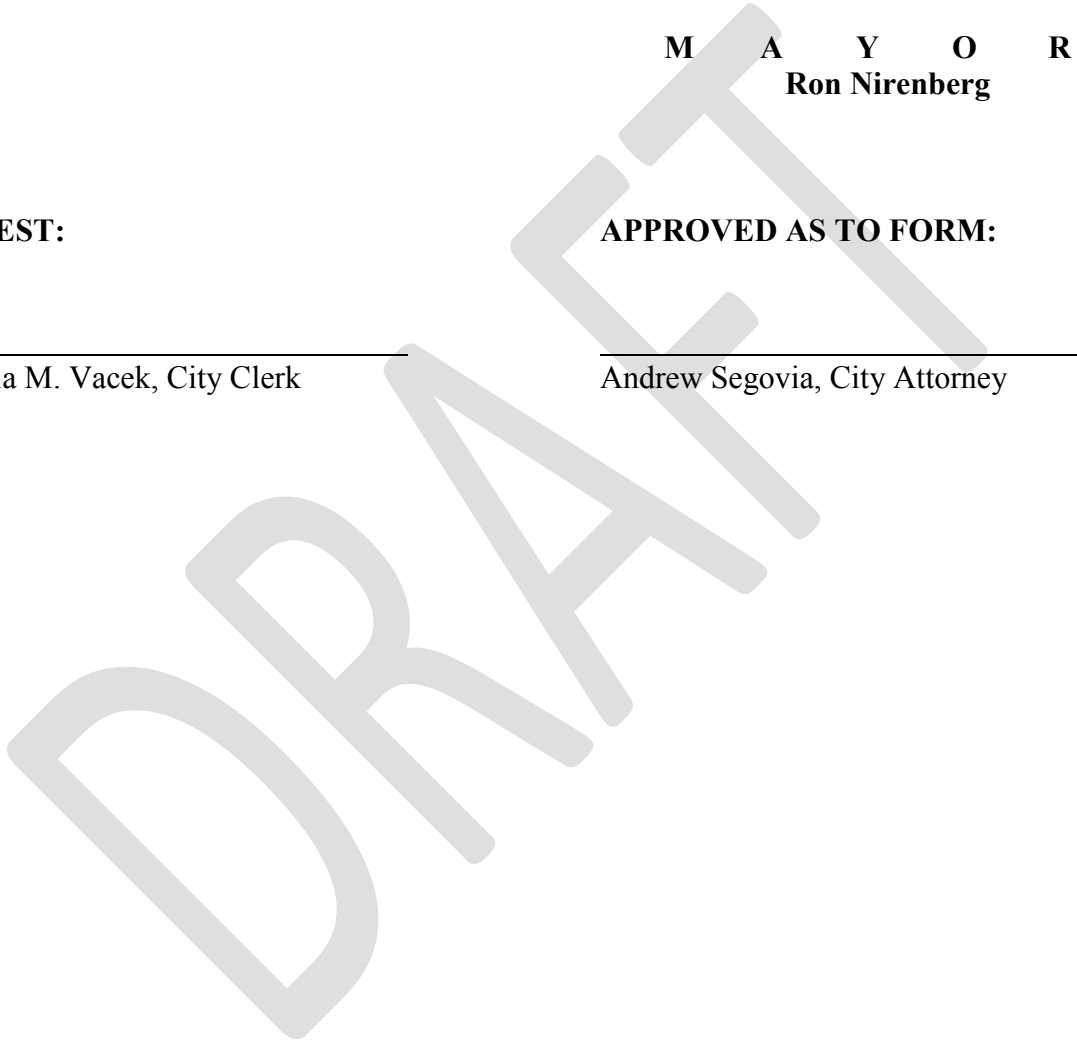 M A Y O R
Ron Nirenberg
EST:
APPROVED AS TO FORM:
a M. Vacek, City Clerk
Andrew Segovia, City Attorney
DRAFT